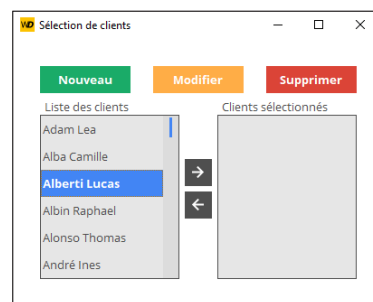 WD Sélection de clients
Nouveau Modifier Supprimer
Liste des clients Clients sélectionnés
Adam Lea
Alba Camille
Alberti Lucas
Albin Raphael
Alonso Thomas
André Ines